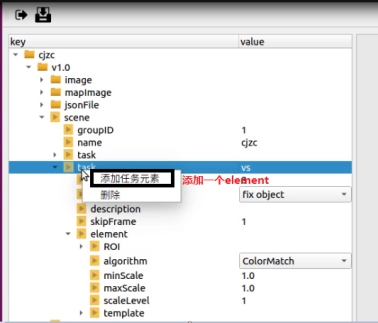 key value
cjzc
v1.0
image
mapImage
jsonFile
scene
groupID 1
name cjzc
task
task vs
添加任务元素 添加一个element
删除 fix object
description
skipFrame 1
element
ROI
algorithm ColorMatch
minScale 1.0
maxScale 1.0
scaleLevel 1
template